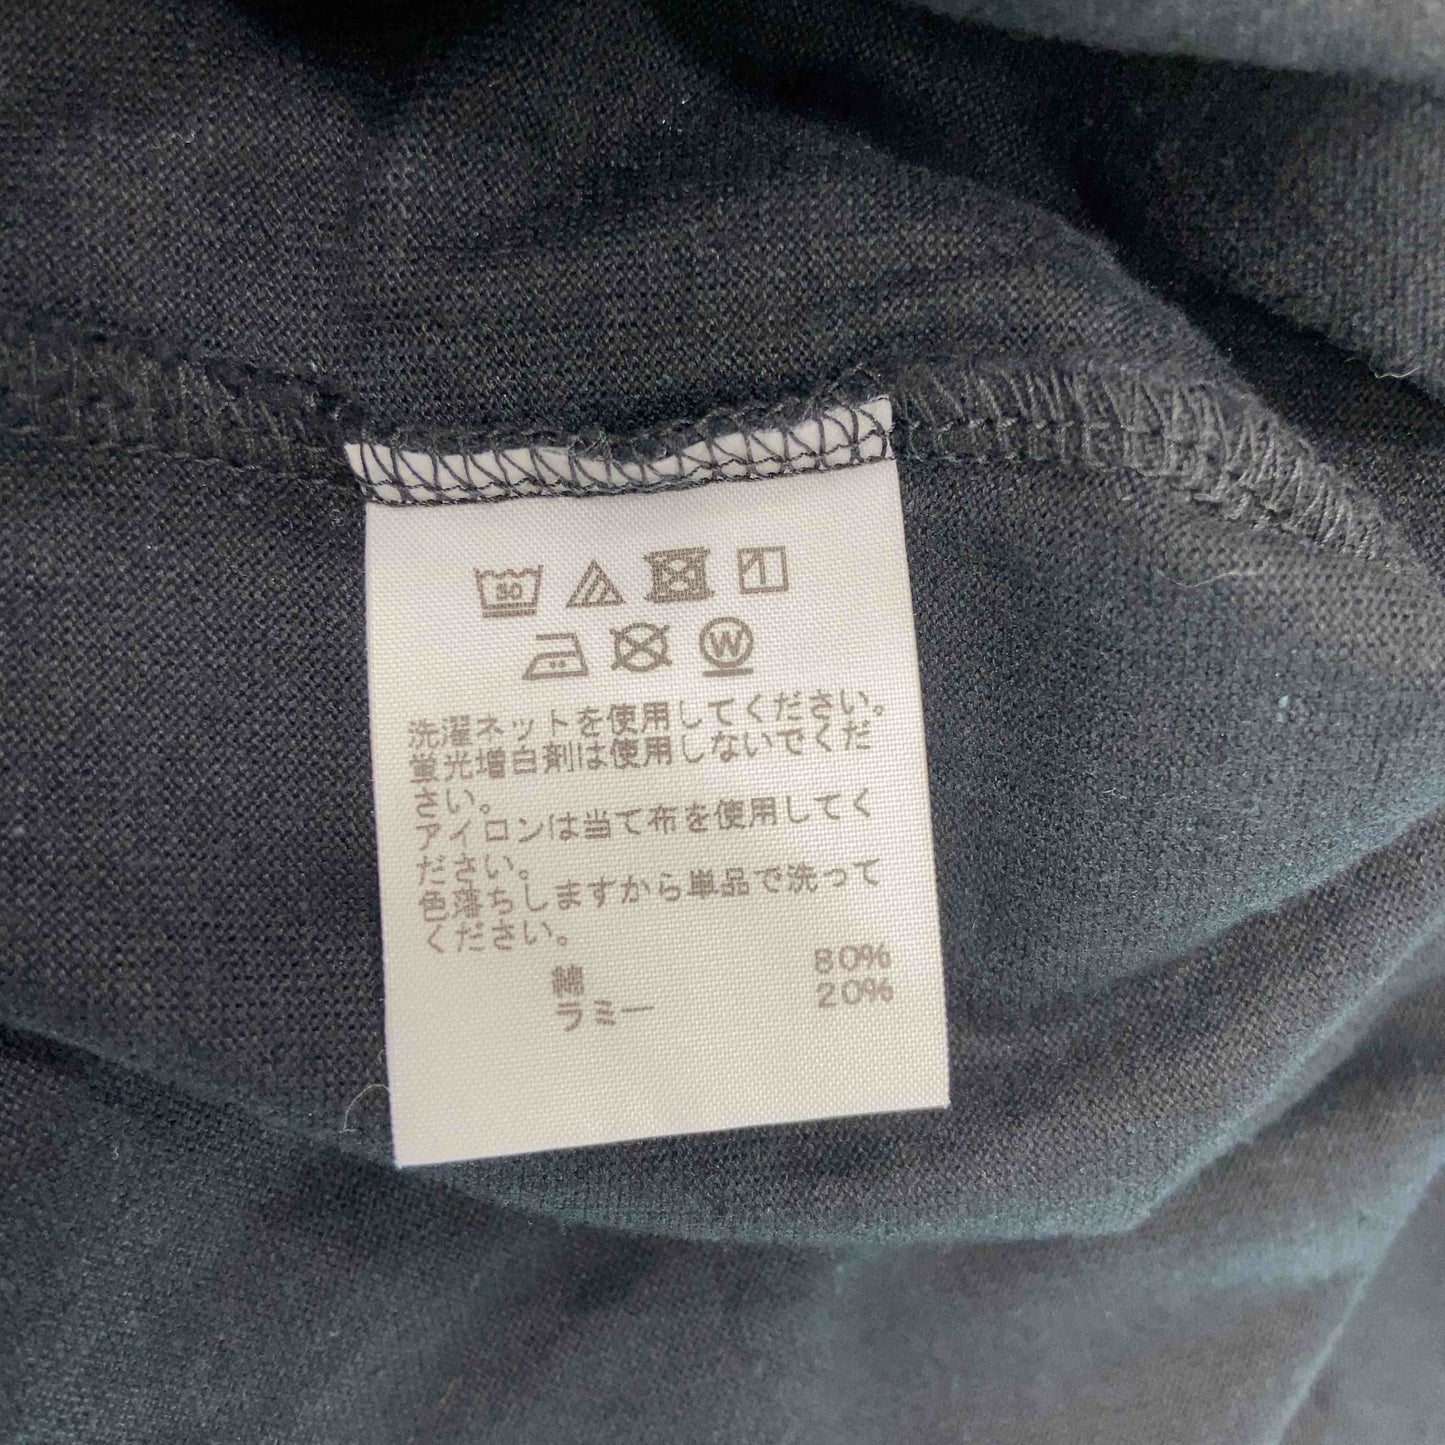 30
W
洗濯ネットを使用してください。
蛍光増白剤は使用しないでくだ
さい。
アイロンは当て布を使用してく
ださい。
色落ちしますから単品で洗って
ください。
綿 80%
ラミー 20%